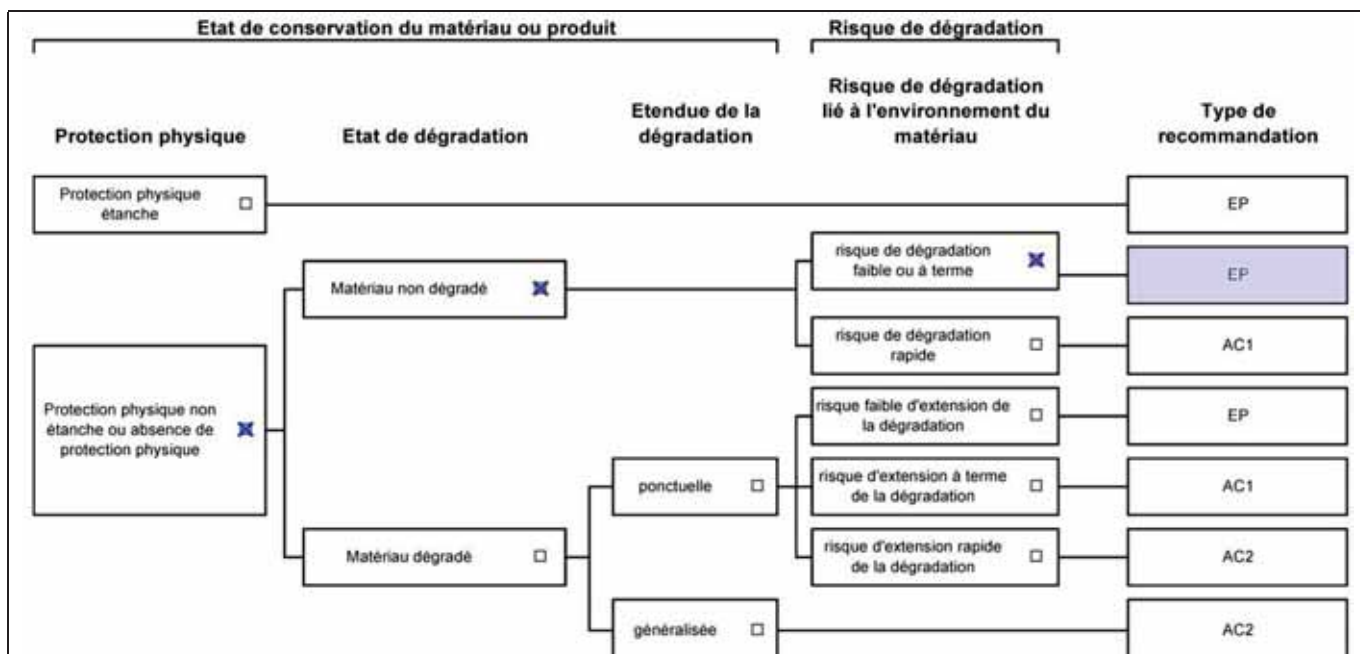 Etat de conservation du matériau ou produit
Risque de dégradation
Protection physique
Etat de dégradation
Etendue de la
dégradation
Risque de dégradation
lié à l'environnement du
matériau
Type de
recommandation
Protection physique
étanche
EP
Matériau non dégradé
risque de dégradation
faible ou à terme
EP
risque de dégradation
rapide
AC1
Protection physique non
étanche ou absence de
protection physique
risque faible d'extension de
la dégradation
EP
ponctuelle
risque d'extension à terme
de la dégradation
AC1
Matériau dégradé
risque d'extension rapide
de la dégradation
AC2
généralisée
AC2